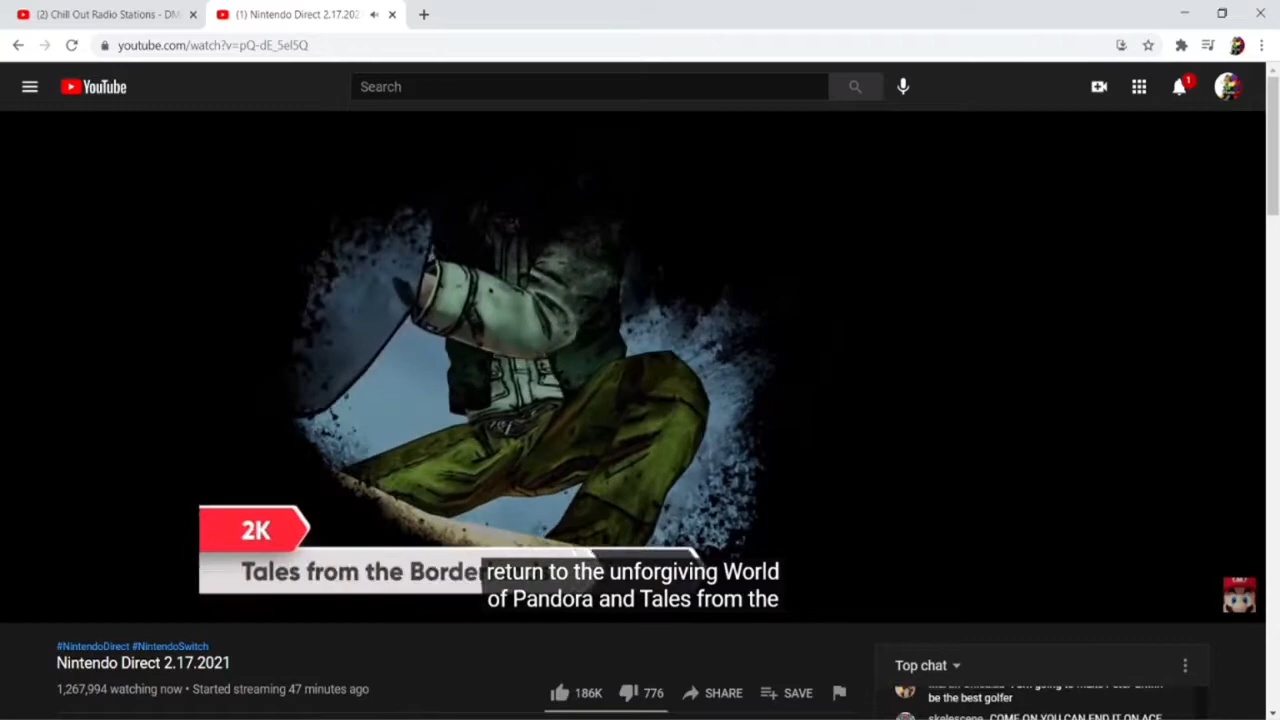 (2) Chill Out Radio Stations - DM
(1) Nintendo Direct 2.17.202
youtube.com/watch?v=pQ-dE_5eI5Q
YouTube
Search
1
2K
Tales from the Border
return to the unforgiving World
of Pandora and Tales from the
#NintendoDirect #NintendoSwitch
Nintendo Direct 2.17.2021
1,267,994 watching now • Started streaming 47 minutes ago
186K
776
SHARE
SAVE
Top chat
be the best golfer
skelescene COME ON YOU CAN END IT ON ACE